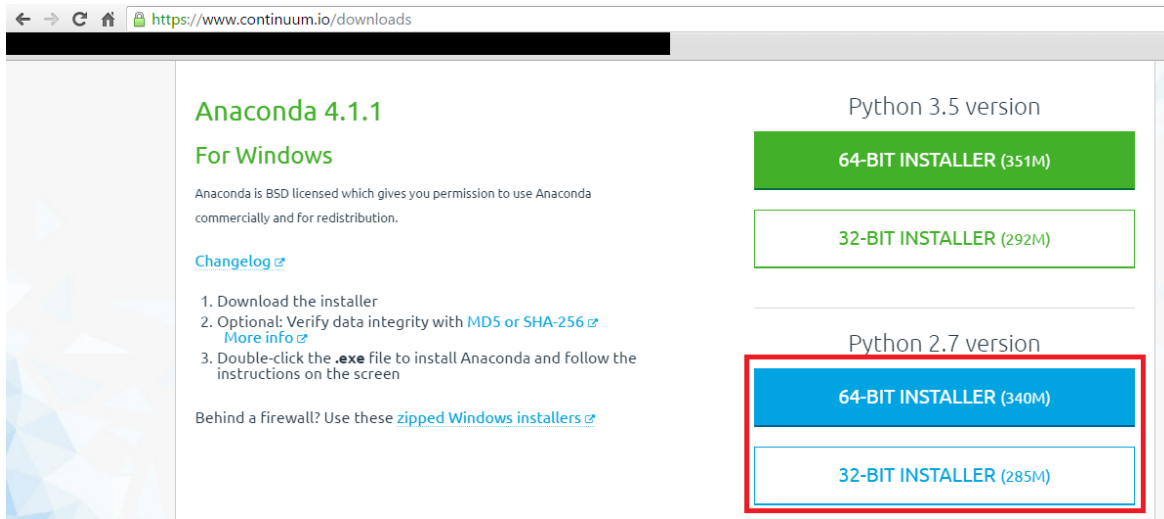 https://www.continuum.io/downloads
Anaconda 4.1.1
For Windows
Anaconda is BSD licensed which gives you permission to use Anaconda
commercially and for redistribution.
Changelog
1. Download the installer
2. Optional: Verify data integrity with MD5 or SHA-256
More info
3. Double-click the .exe file to install Anaconda and follow the
instructions on the screen
Behind a firewall? Use these zipped Windows installers
Python 3.5 version
64-BIT INSTALLER (351M)
32-BIT INSTALLER (292M)
Python 2.7 version
64-BIT INSTALLER (340M)
32-BIT INSTALLER (285M)